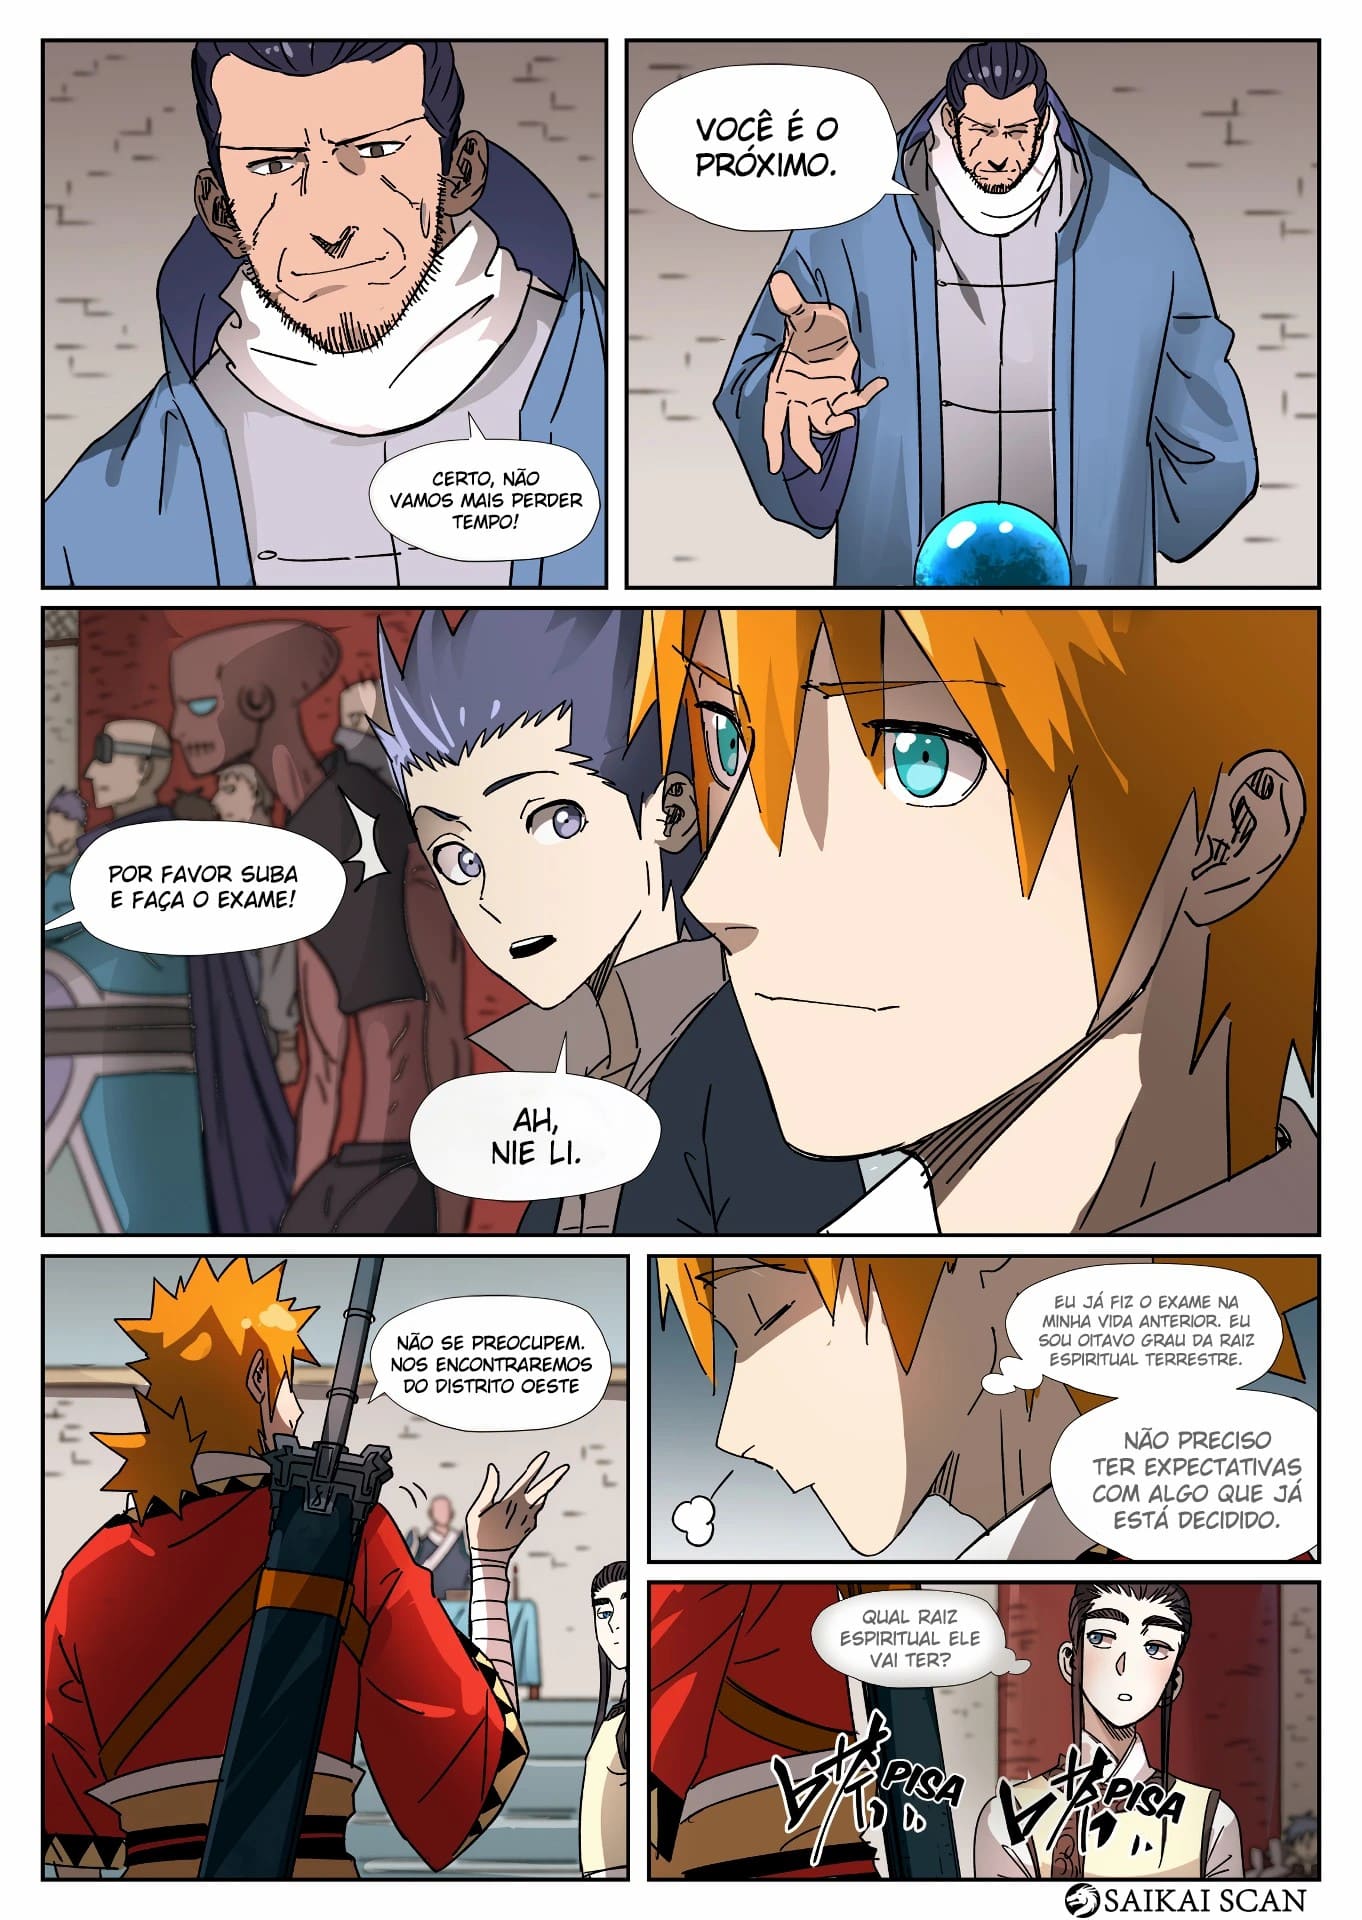 CERTO, NÃO
VAMOS MAIS PERDER
TEMPO!
VOCÊ É O
PRÓXIMO.
POR FAVOR SUBA
E FAÇA O EXAME!
AH,
NIE LI.
NÃO SE PREOCUPEM.
NOS ENCONTRAREMOS
DO DISTRITO OESTE
EU JÁ FIZ O EXAME NA
MINHA VIDA ANTERIOR. EU
SOU OITAVO GRAU DA RAIZ
ESPIRITUAL TERRESTRE.
NÃO PRECISO
TER EXPECTATIVAS
COM ALGO QUE JÁ
ESTÁ DECIDIDO.
QUAL RAIZ
ESPIRITUAL ELE
VAI TER?
PISA
PISA
SAIKAI SCAN